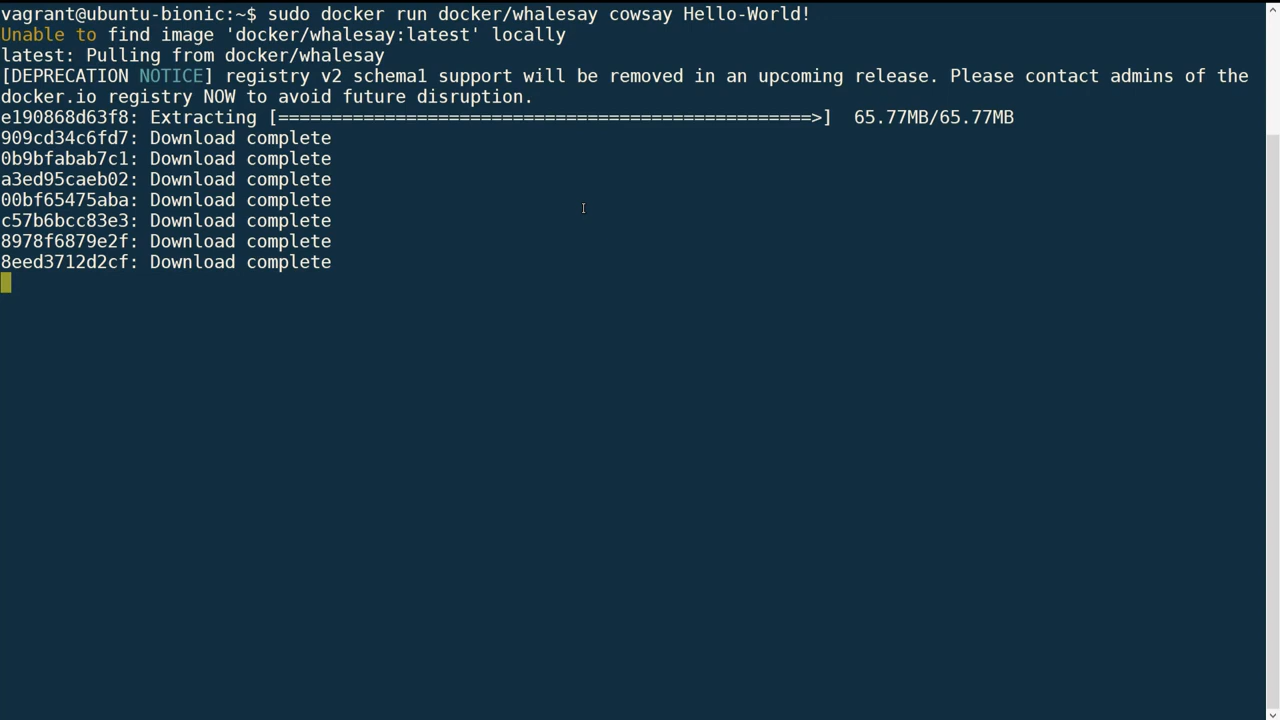 vagrant@ubuntu-bionic:~$ sudo docker run docker/whalesay cowsay Hello-World!
Unable to find image 'docker/whalesay:latest' locally
latest: Pulling from docker/whalesay
[DEPRECATION NOTICE] registry v2 schema1 support will be removed in an upcoming release. Please contact admins of the
docker.io registry NOW to avoid future disruption.
e190868d63f8: Extracting [==================================================>]  65.77MB/65.77MB
909cd34c6fd7: Download complete
0b9bfabab7c1: Download complete
a3ed95caeb02: Download complete
00bf65475aba: Download complete
c57b6bcc83e3: Download complete
8978f6879e2f: Download complete
8eed3712d2cf: Download complete